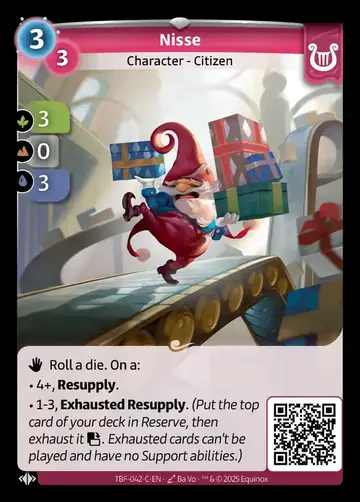 3
Nisse
3
Character - Citizen
3
0
3
Roll a die. On a:
• 4+, Resupply.
• 1-3, Exhausted Resupply. (Put the top
card of your deck in Reserve, then
exhaust it. Exhausted cards can't be
played and have no Support abilities.)
TBF-042-C-EN - Ba Vo - ™ & © 2025 Equinox